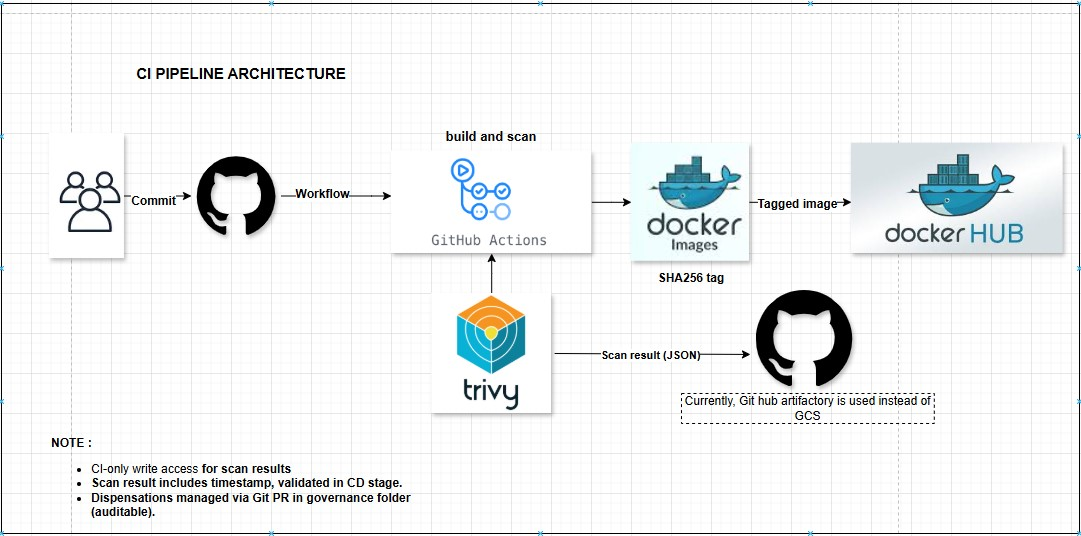 CI PIPELINE ARCHITECTURE
build and scan
Commit
Workflow
GitHub Actions
docker
Images
Tagged image
docker HUB
SHA256 tag
trivy
Scan result (JSON)
Currently, Git hub artifactory is used instead of
GCS
NOTE :
• CI-only write access for scan results
• Scan result includes timestamp, validated in CD stage.
• Dispensations managed via Git PR in governance folder
(auditable).